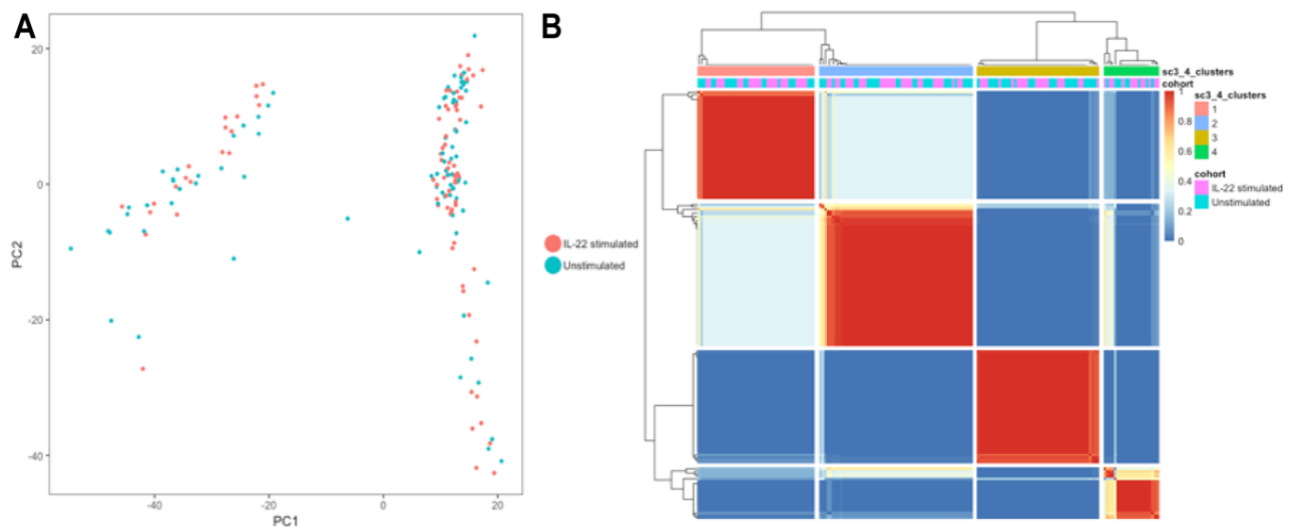 A
20
0
-20
-40
PC2
-40
-20
0
20
PC1
IL-22 stimulated
Unstimulated
B
sc3_4_clusters
cohort
1
0.8
0.6
0.4
0.2
0
sc3_4_clusters
1
2
3
4
cohort
IL-22 stimulated
Unstimulated